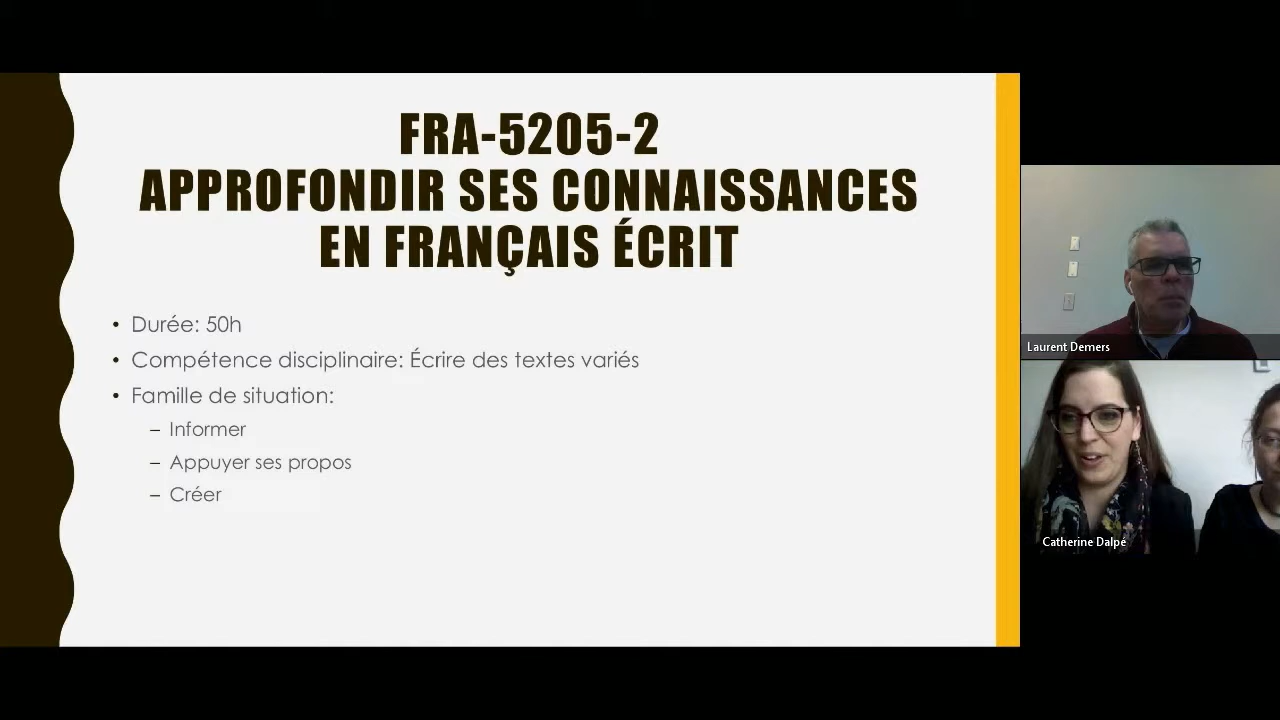 FRA-5205-2
APPROFONDIR SES CONNAISSANCES
EN FRANÇAIS ÉCRIT
• Durée: 50h
• Compétence disciplinaire: Écrire des textes variés
• Famille de situation:
– Informer
– Appuyer ses propos
– Créer
Laurent Demers
Catherine Dalpé